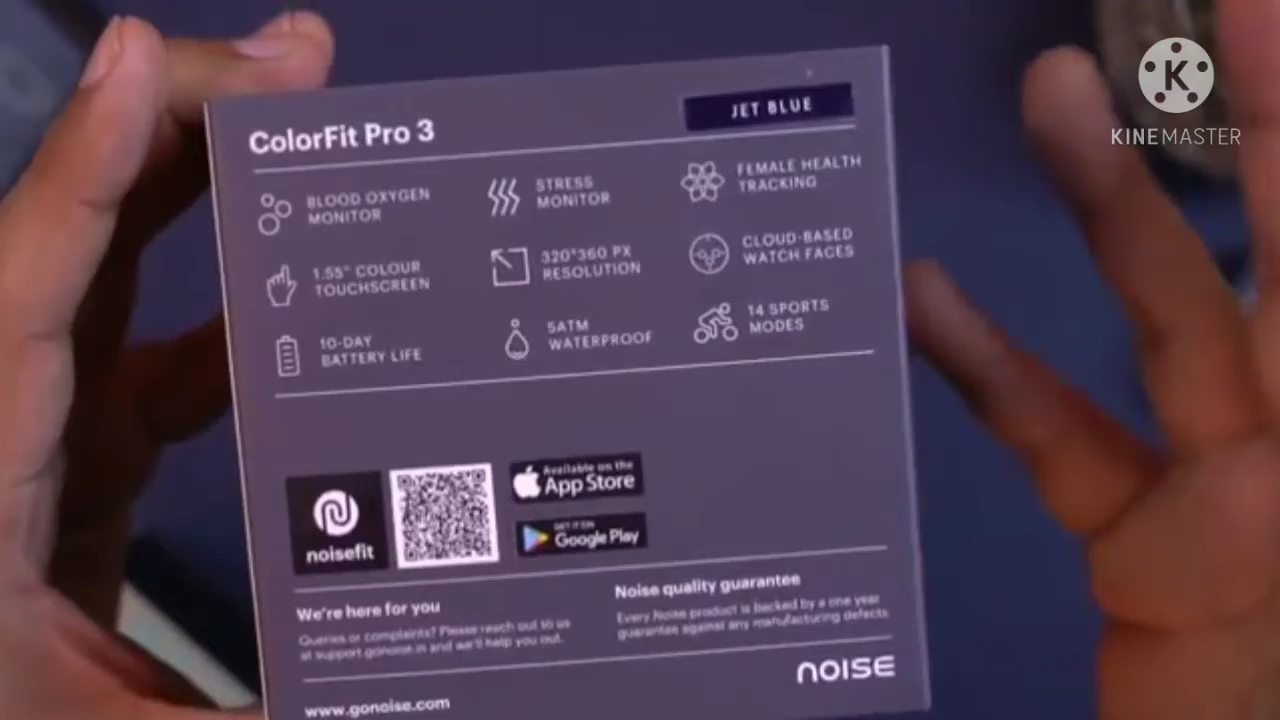 KINEMASTER
ColorFit Pro 3
JET BLUE
BLOOD OXYGEN
MONITOR
STRESS
MONITOR
FEMALE HEALTH
TRACKING
1.55" COLOUR
TOUCHSCREEN
320*360 PX
RESOLUTION
CLOUD-BASED
WATCH FACES
10-DAY
BATTERY LIFE
5ATM
WATERPROOF
14 SPORTS
MODES
noisefit
Available on the
App Store
GET IT ON
Google Play
We're here for you
Queries or complaints? Please reach out to us
at support.gonoise.in and we'll help you out.
Noise quality guarantee
Every Noise product is backed by a one year
guarantee against any manufacturing defects.
NOISE
www.gonoise.com